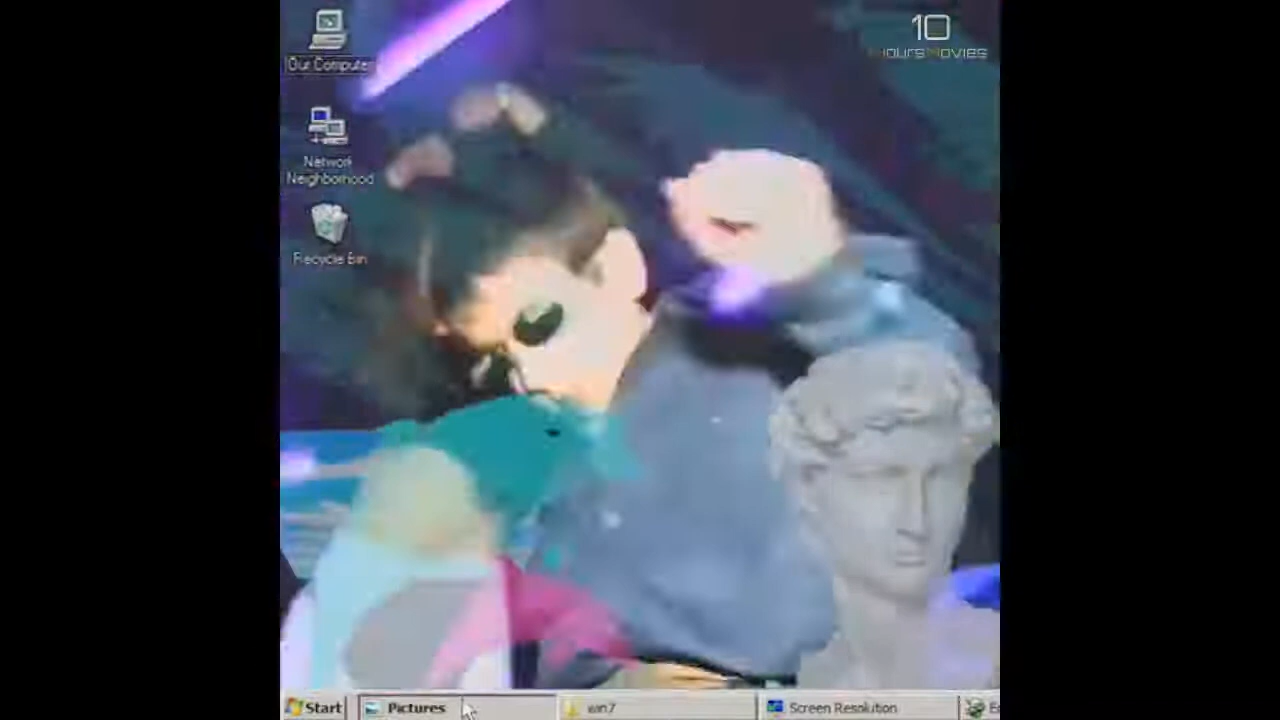 10
HoursMovies
Our Computer
Network
Neighborhood
Recycle Bin
Start
Pictures
win7
Screen Resolution